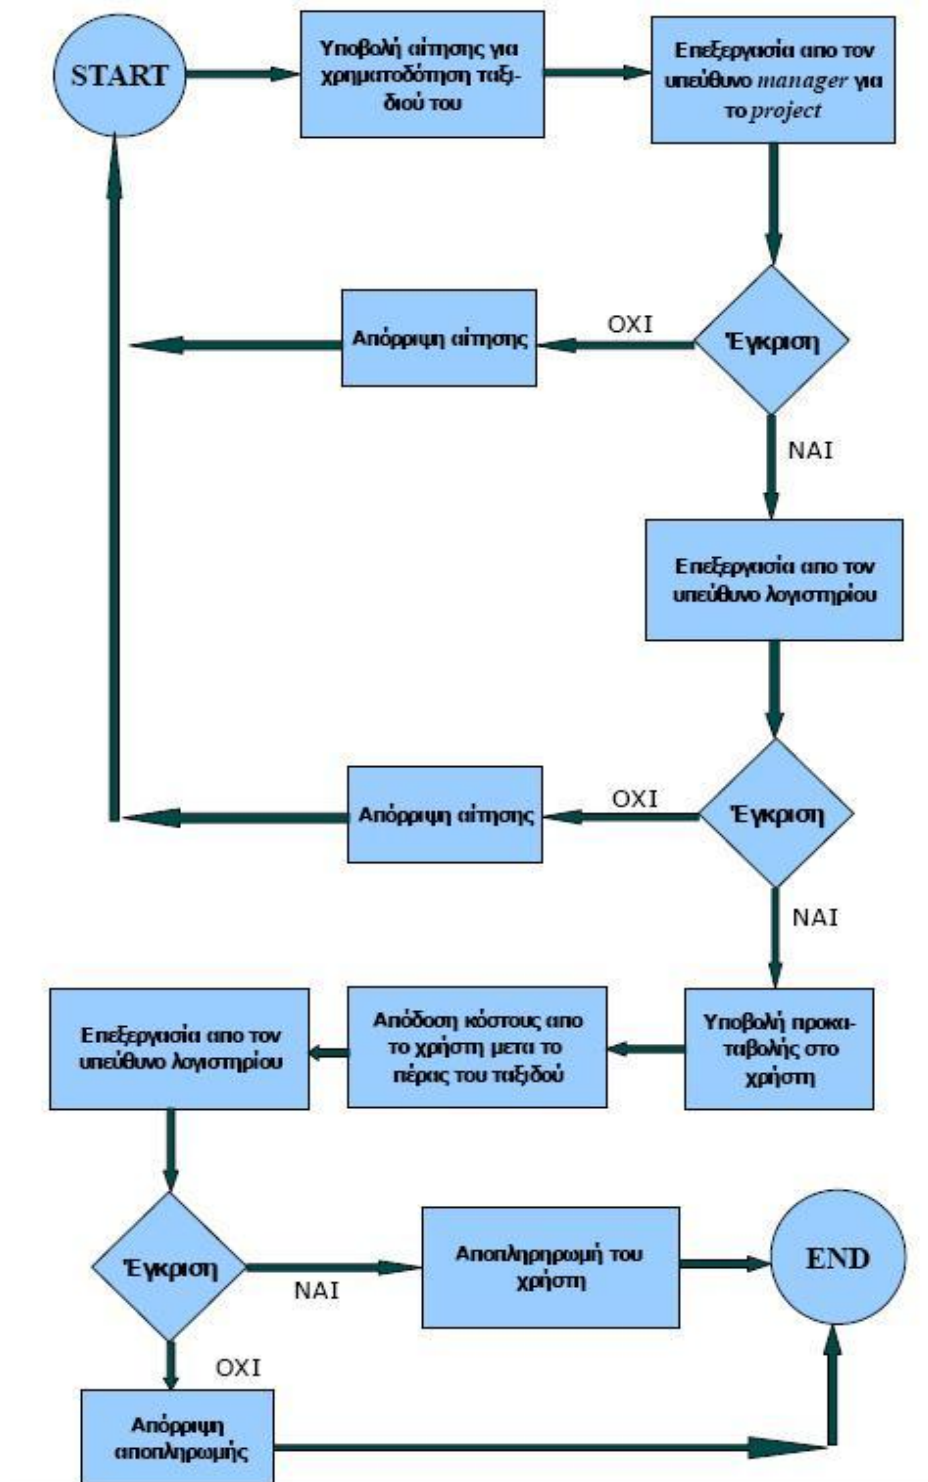 START
Υποβολή αίτησης για
χρηματοδότηση ταξι-
διού του
Επεξεργασία απο τον
υπεύθυνο manager για
το project
Έγκριση
ΟΧΙ
Απόρριψη αίτησης
ΝΑΙ
Επεξεργασία απο τον
υπεύθυνο λογιστηρίου
Έγκριση
ΟΧΙ
Απόρριψη αίτησης
ΝΑΙ
Υποβολή προκα-
ταβολής στο
χρήστη
Απόδοση κόστους απο
το χρήστη μετα το
πέρας του ταξιδού
Επεξεργασία απο τον
υπεύθυνο λογιστηρίου
Έγκριση
ΝΑΙ
Αποπληρηρωμή του
χρήστη
END
ΟΧΙ
Απόρριψη
αποπληρωμής